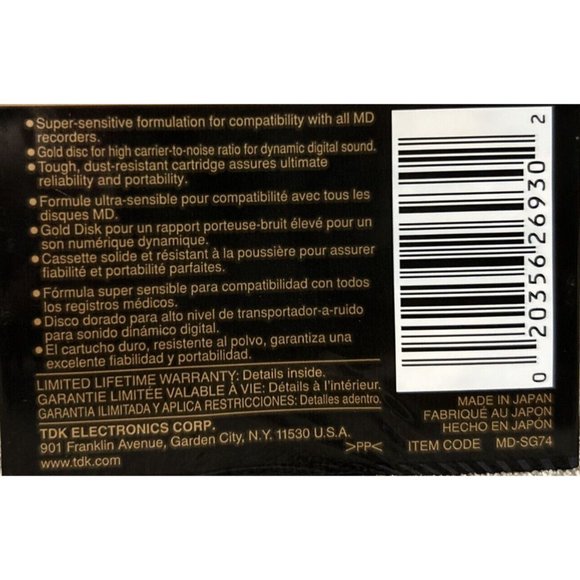 •Super-sensitive formulation for compatibility with all MD
recorders.
•Gold disc for high carrier-to-noise ratio for dynamic digital sound.
•Tough, dust-resistant cartridge assures ultimate
reliability and portability.
•Formule ultra-sensible pour compatibilité avec tous les
disques MD.
•Gold Disk pour un rapport porteuse-bruit élevé pour un
son numérique dynamique.
•Cassette solide et résistant à la poussière pour assurer
fiabilité et portabilité parfaites.
•Fórmula super sensible para compatibilidad con todos
los registros médicos.
•Disco dorado para alto nivel de transportador-a-ruido
para sonido dinámico digital.
•El cartucho duro, resistente al polvo, garantiza una
excelente fiabilidad y portabilidad.
LIMITED LIFETIME WARRANTY: Details inside.
GARANTIE LIMITÉE VALABLE À VIE: Détails à l'intérieur.
GARANTIA ILIMITADA Y APLICA RESTRICCIONES: Detalles adentro.
TDK ELECTRONICS CORP.
901 Franklin Avenue, Garden City, N.Y. 11530 U.S.A.
www.tdk.com
>PP<
0 20356 26930 2
MADE IN JAPAN
FABRIQUÉ AU JAPON
HECHO EN JAPÓN
ITEM CODE MD-SG74